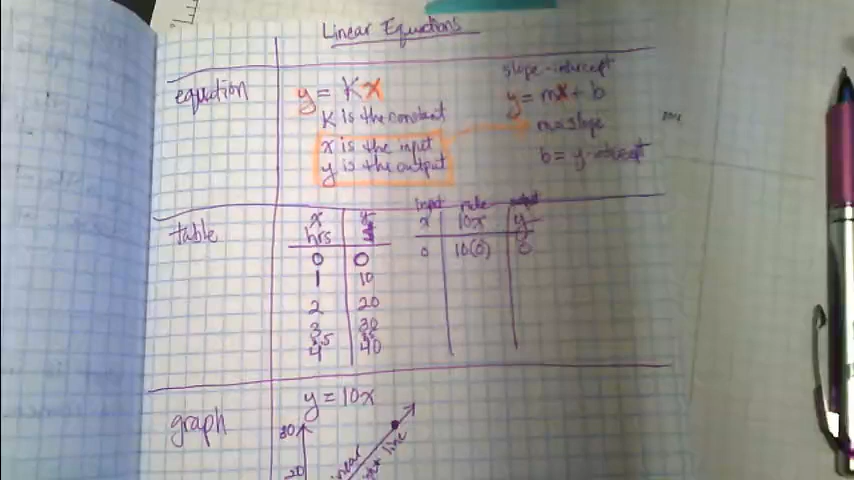 Linear Equations
equation
y = Kx
K is the constant
x is the input
y is the output
slope-intercept
y = mx + b
m = slope
b = y-intercept
table
x y
hrs $
0 0
1 10
2 20
3 30
3.5 35
4 40
input rule output
x 10x y
0 10(0) 0
graph
y = 10x
30
20
line